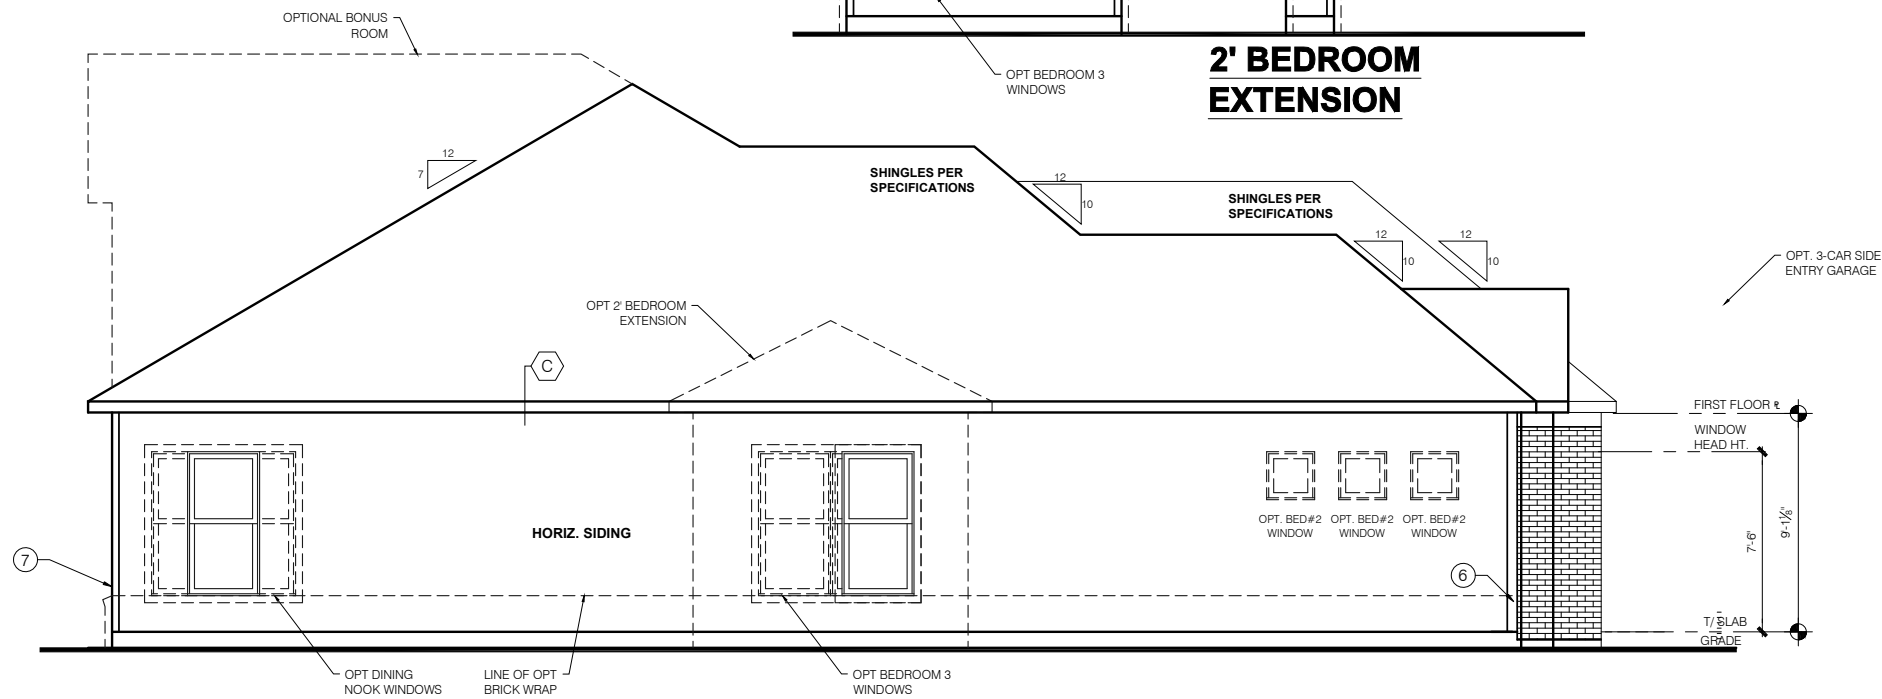 OPTIONAL BONUS
ROOM
OPT BEDROOM 3
WINDOWS
2' BEDROOM
EXTENSION
12
7
SHINGLES PER
SPECIFICATIONS
12
10
SHINGLES PER
SPECIFICATIONS
12
10
12
10
OPT. 3-CAR SIDE
ENTRY GARAGE
OPT 2' BEDROOM
EXTENSION
C
FIRST FLOOR PL
WINDOW
HEAD HT.
HORIZ. SIDING
OPT. BED#2
WINDOW
OPT. BED#2
WINDOW
OPT. BED#2
WINDOW
7'-6"
9'-1⅛"
7
6
T/ SLAB
GRADE
OPT DINING
NOOK WINDOWS
LINE OF OPT
BRICK WRAP
OPT BEDROOM 3
WINDOWS